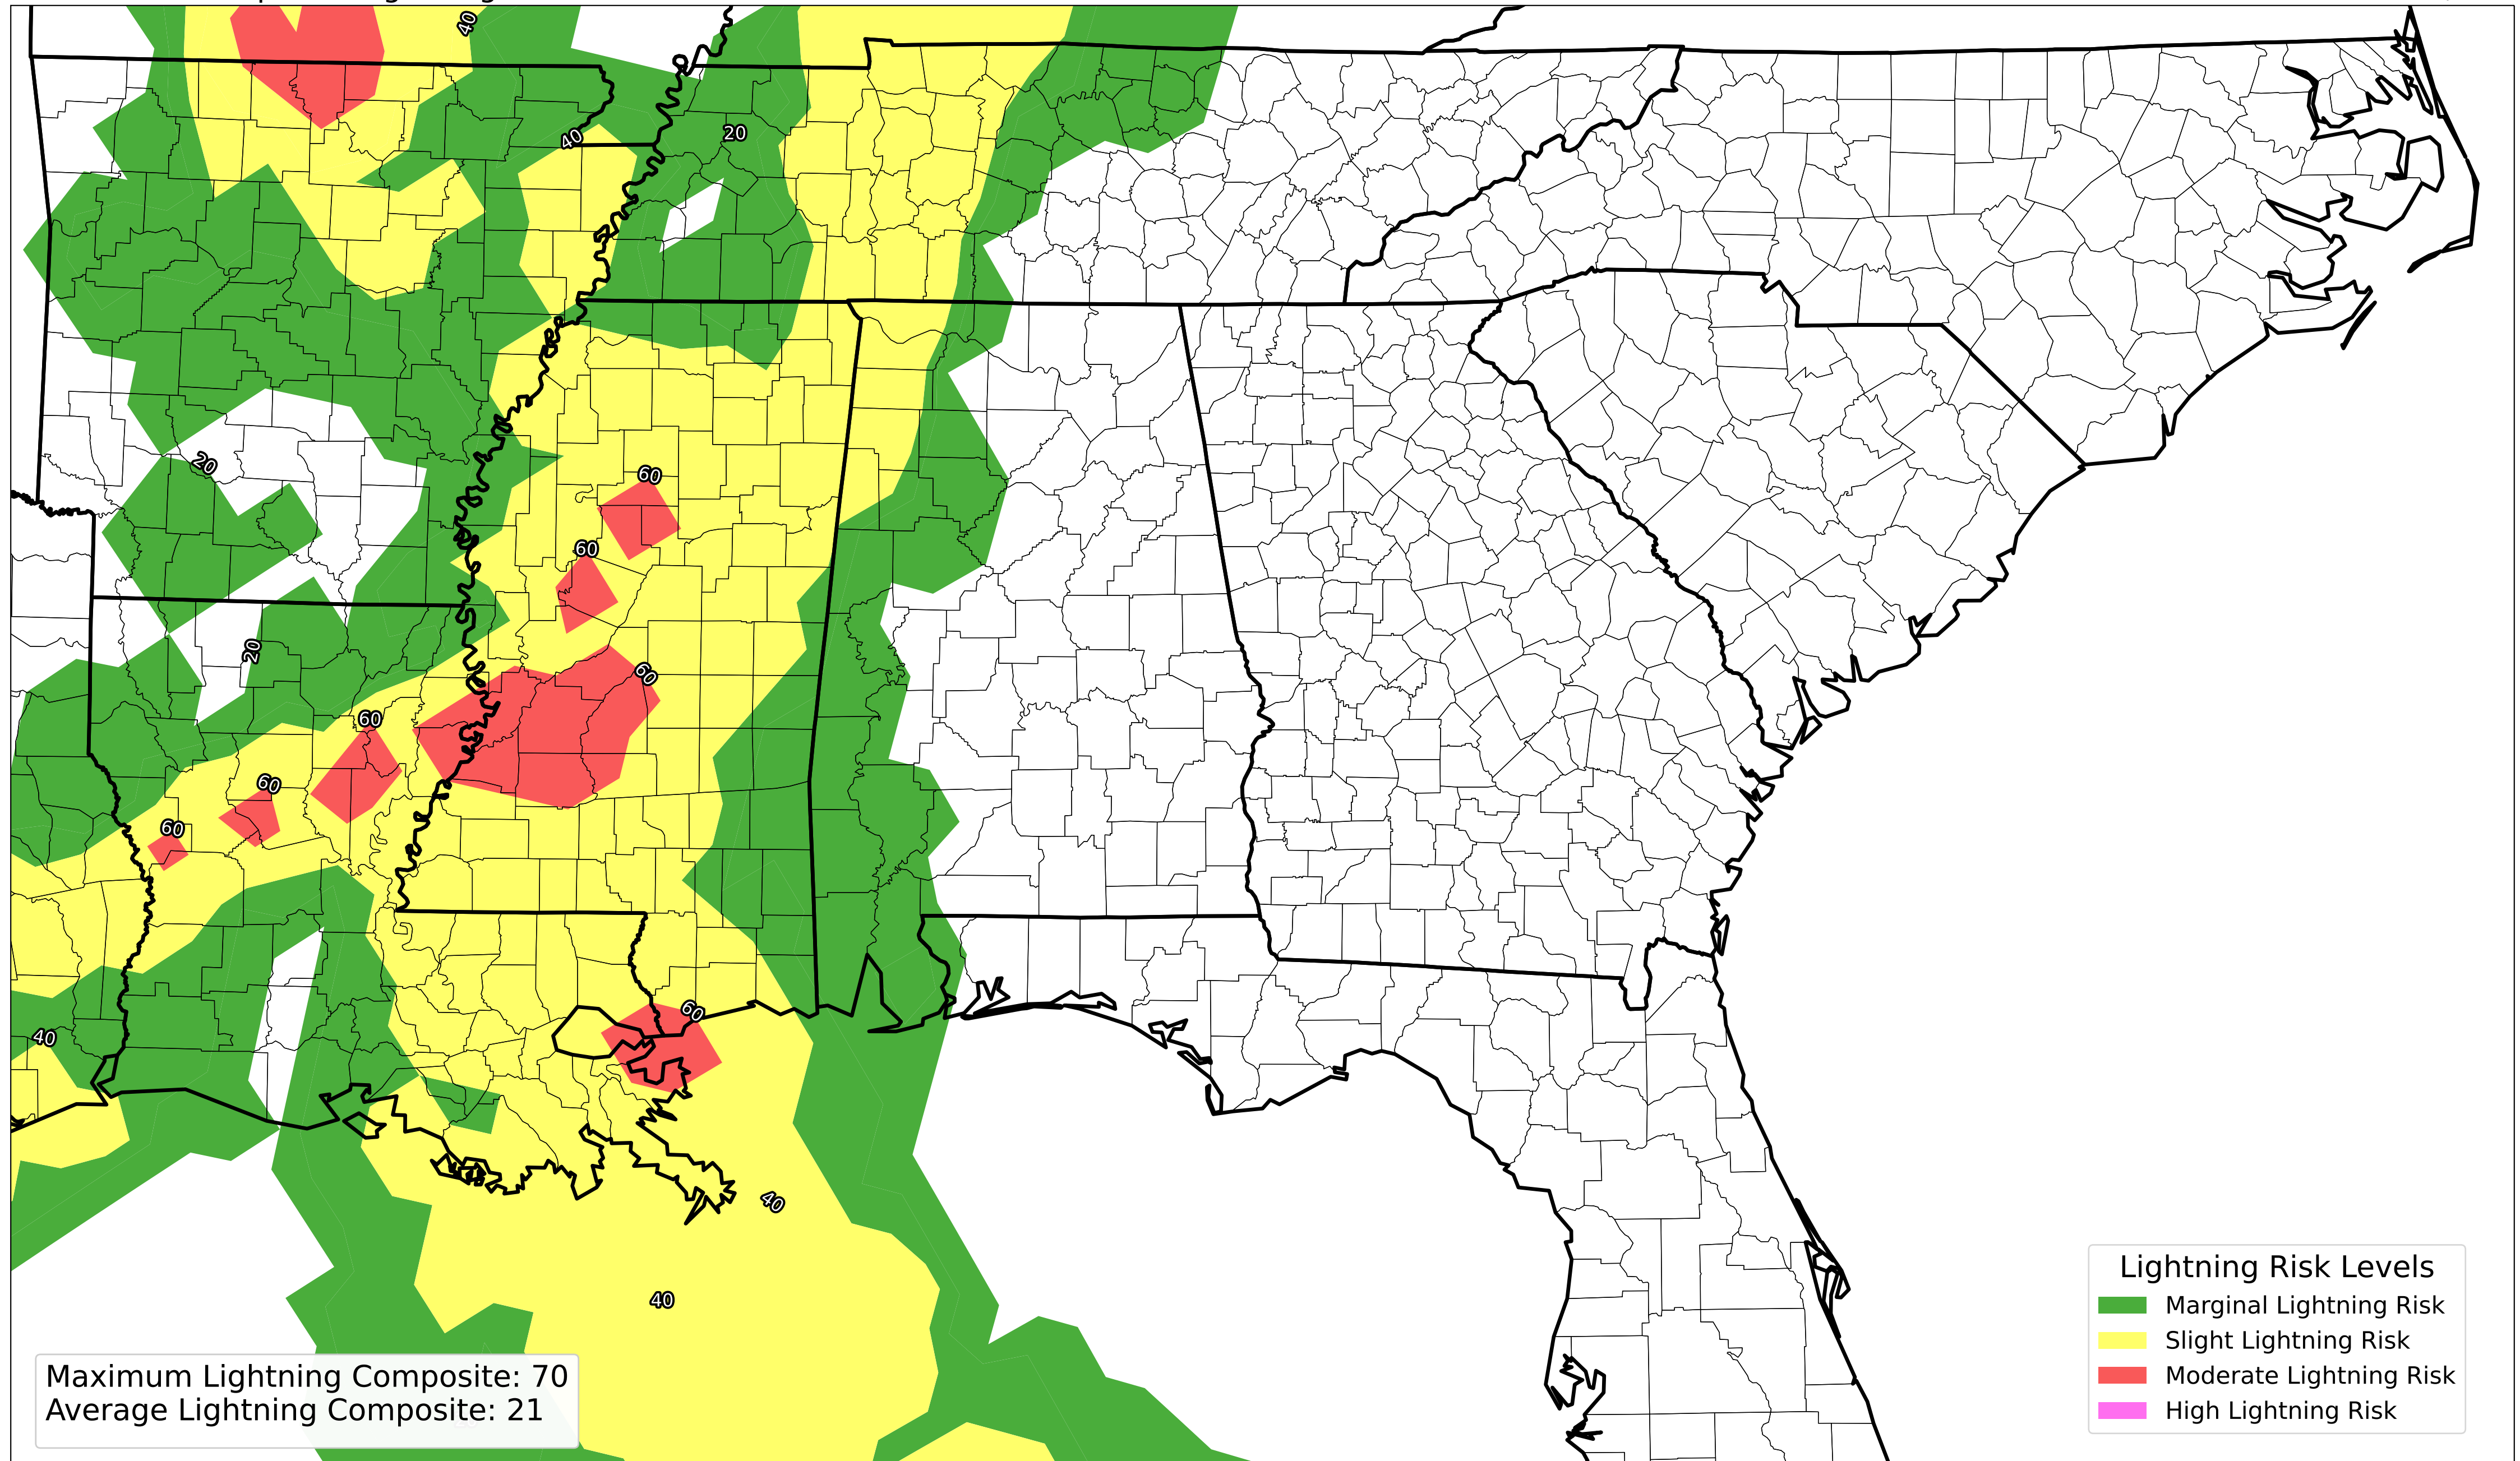 40
40
20
60
20
60
20
60
60
60
60
60
40
40
40
Lightning Risk Levels
Marginal Lightning Risk
Slight Lightning Risk
Moderate Lightning Risk
High Lightning Risk
Maximum Lightning Composite: 70
Average Lightning Composite: 21